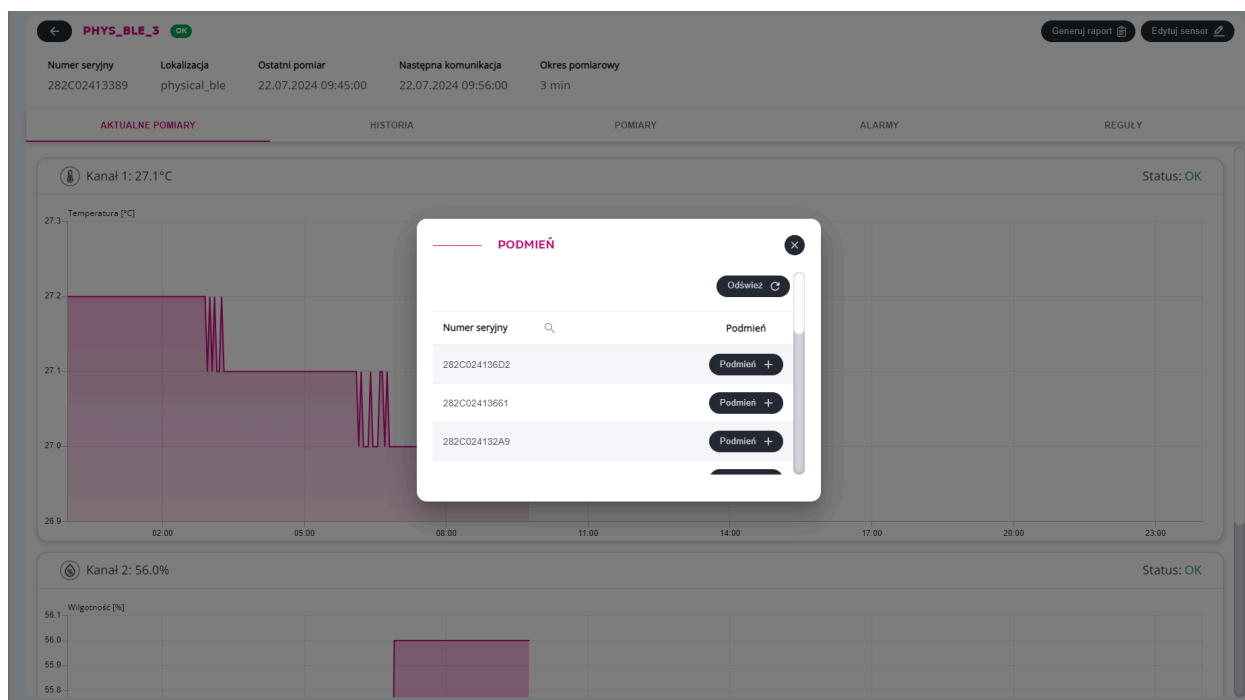 PHYS_BLE_3 OK
Generuj raport
Edytuj sensor
Numer seryjny Lokalizacja Ostatni pomiar Następna komunikacja Okres pomiarowy
282C02413389 physical_ble 22.07.2024 09:45:00 22.07.2024 09:56:00 3 min
AKTUALNE POMIARY HISTORIA POMIARY ALARMY REGUŁY
Kanał 1: 27.1°C Status: OK
Temperatura [°C]
27.3
27.2
27.1
27.0
26.9
02:00 05:00 08:00 11:00 14:00 17:00 20:00 23:00
PODMIEŃ
Odśwież
Numer seryjny Podmień
282C024136D2 Podmień +
282C02413661 Podmień +
282C024132A9 Podmień +
Kanał 2: 56.0% Status: OK
Wilgotność [%]
56.1
56.0
55.9
55.8